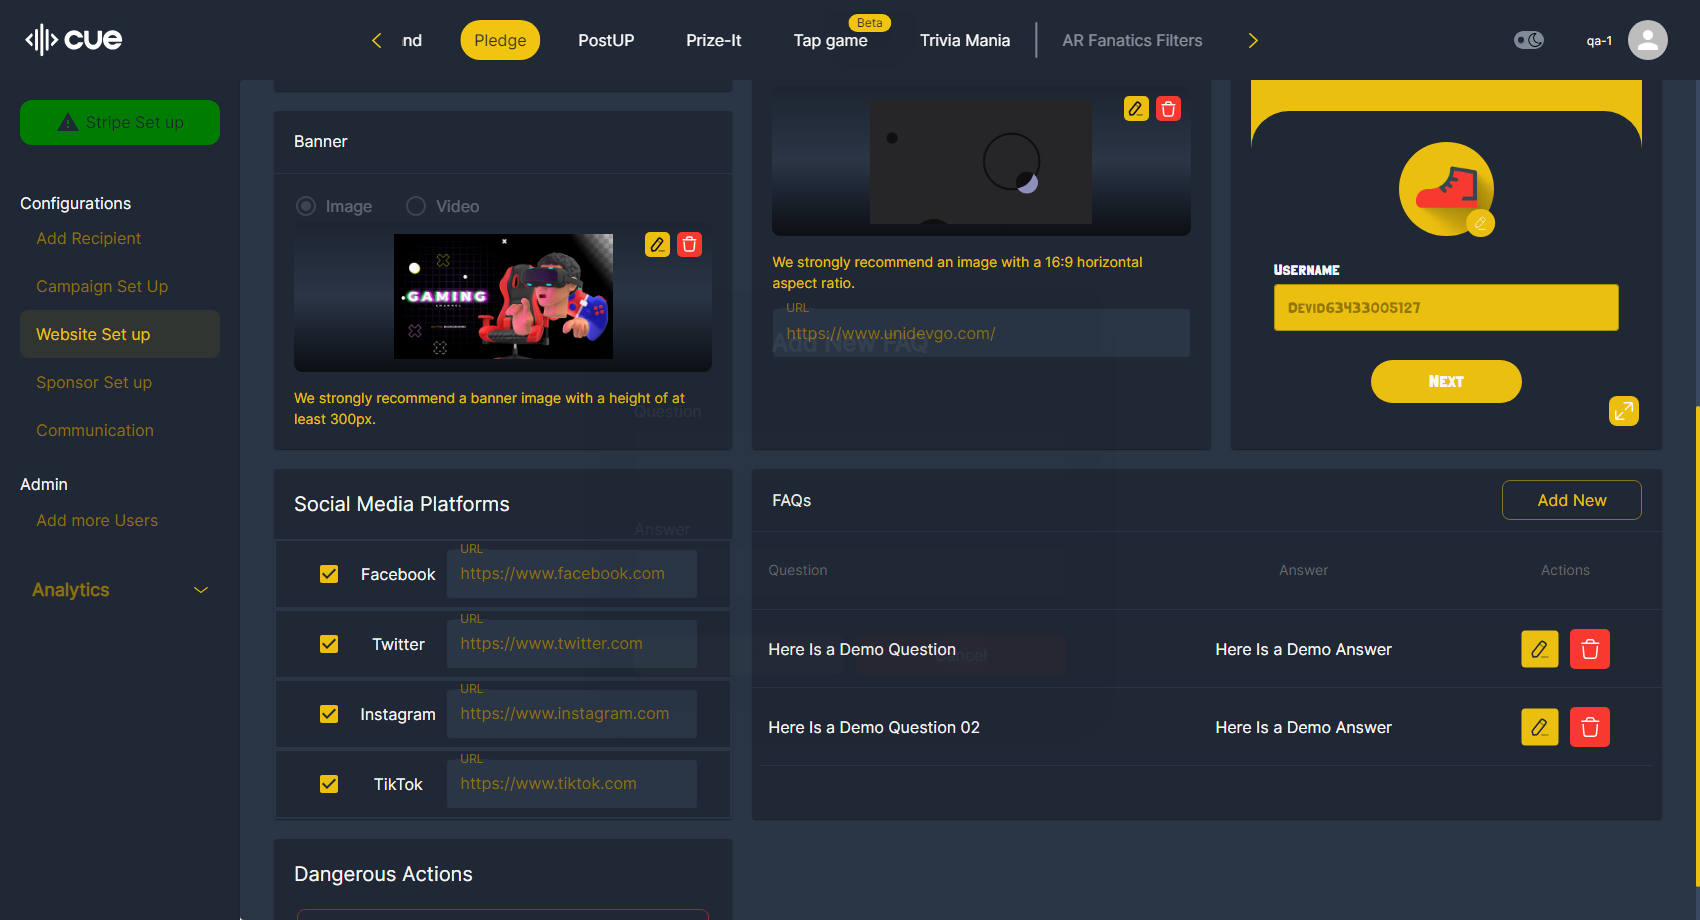 cue
nd
Pledge
PostUP
Prize-It
Beta
Tap game
Trivia Mania
AR Fanatics Filters
qa-1
Stripe Set up
Configurations
Add Recipient
Campaign Set Up
Website Set up
Sponsor Set up
Communication
Admin
Add more Users
Analytics
Banner
Image
Video
GAMING
CHANNEL
We strongly recommend a banner image with a height of at
least 300px.
We strongly recommend an image with a 16:9 horizontal
aspect ratio.
URL
https://www.unidevgo.com/
Add New FAQ
Question
Answer
Cancel
Username
Devid63433005127
Next
Social Media Platforms
Facebook
URL
https://www.facebook.com
Twitter
URL
https://www.twitter.com
Instagram
URL
https://www.instagram.com
TikTok
URL
https://www.tiktok.com
FAQs
Add New
Question
Answer
Actions
Here Is a Demo Question
Here Is a Demo Answer
Here Is a Demo Question 02
Here Is a Demo Answer
Dangerous Actions